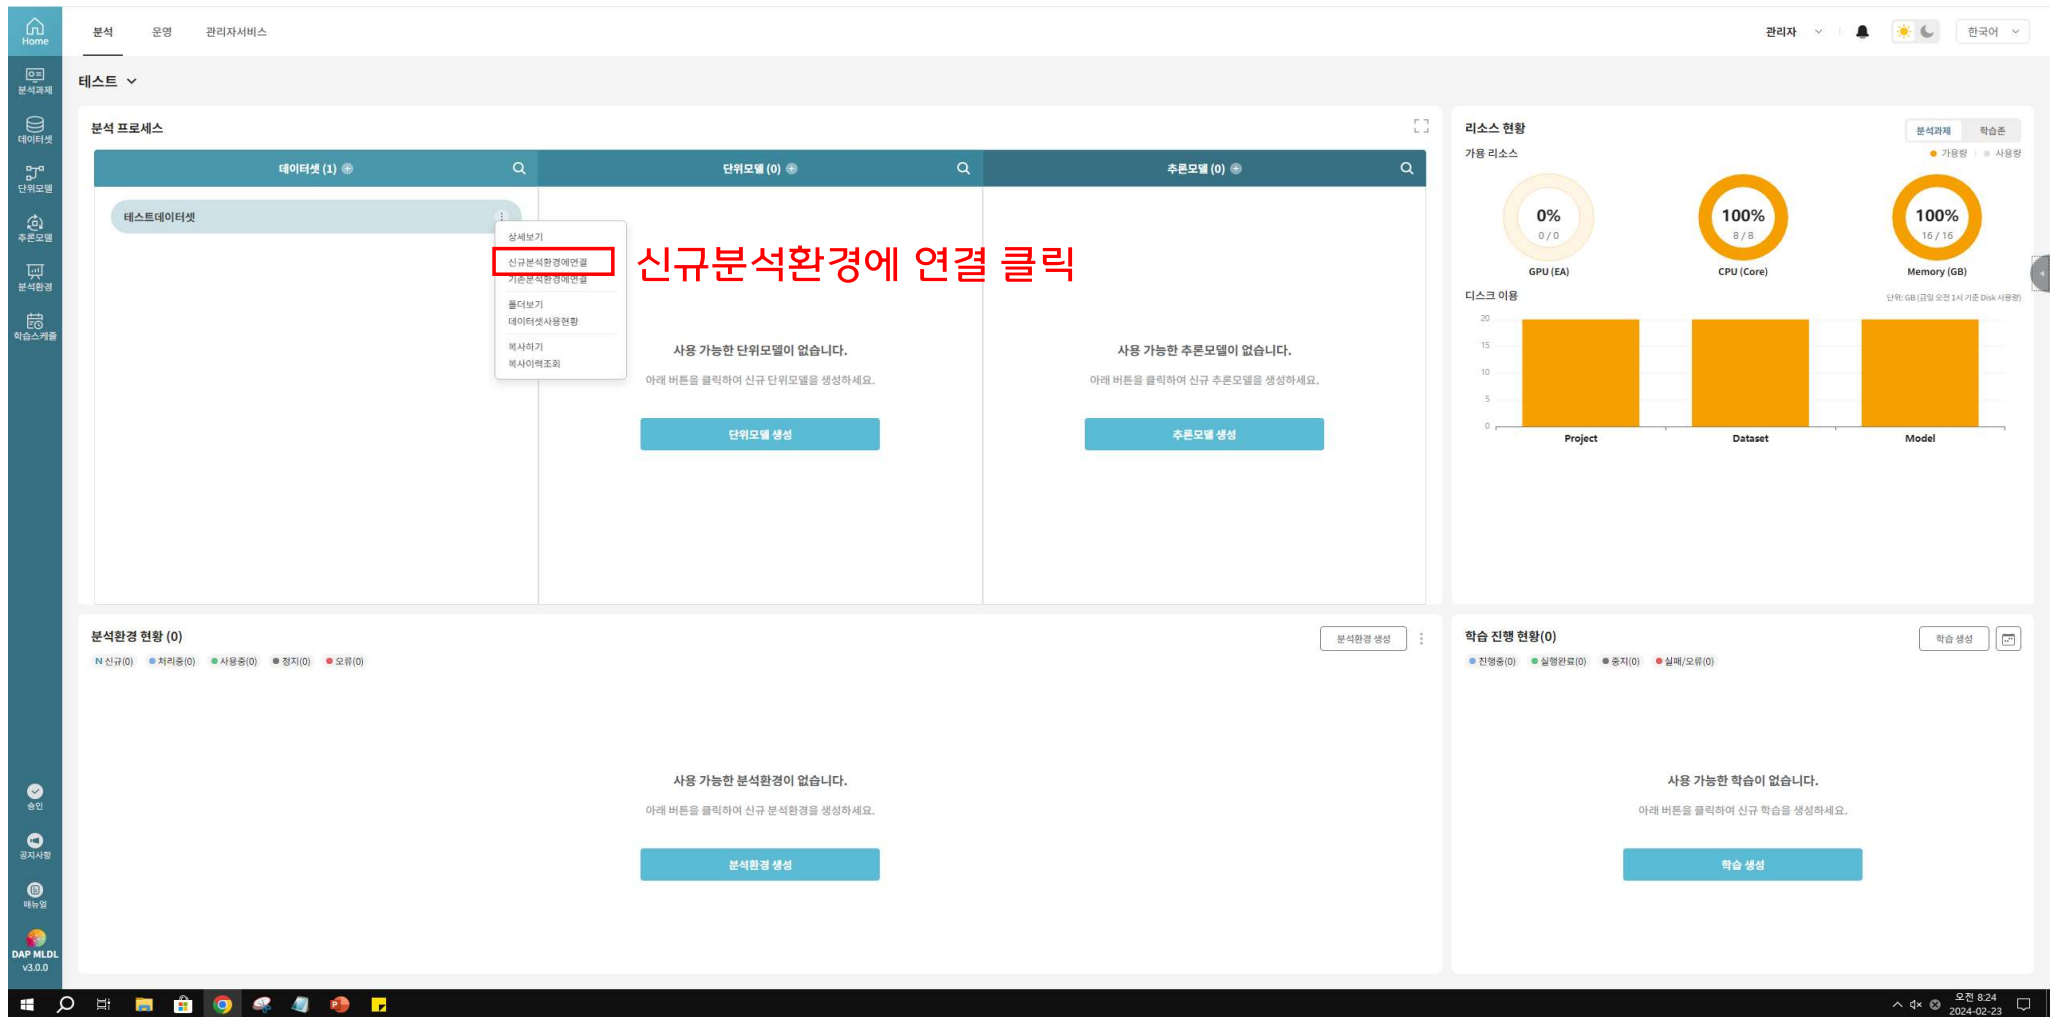 Home
분석
운영
관리자서비스
관리자
한국어
분석과제
데이터셋
단위모델
추론모델
분석환경
학습스케줄
승인
공지사항
매뉴얼
DAP MLDL
v3.0.0
테스트
분석 프로세스
데이터셋 (1)
단위모델 (0)
추론모델 (0)
테스트데이터셋
상세보기
신규분석환경에연결
기존분석환경에연결
폴더보기
데이터셋사용현황
복사하기
복사이력조회
신규분석환경에 연결 클릭
사용 가능한 단위모델이 없습니다.
아래 버튼을 클릭하여 신규 단위모델을 생성하세요.
단위모델 생성
사용 가능한 추론모델이 없습니다.
아래 버튼을 클릭하여 신규 추론모델을 생성하세요.
추론모델 생성
리소스 현황
분석과제
학습존
가용 리소스
가용량
사용량
0%
0 / 0
GPU (EA)
100%
8 / 8
CPU (Core)
100%
16 / 16
Memory (GB)
디스크 이용
단위: GB (금일 오전 1시 기준 Disk 사용량)
20
15
10
5
0
Project
Dataset
Model
분석환경 현황 (0)
분석환경 생성
N 신규(0)
처리중(0)
사용중(0)
정지(0)
오류(0)
사용 가능한 분석환경이 없습니다.
아래 버튼을 클릭하여 신규 분석환경을 생성하세요.
분석환경 생성
학습 진행 현황(0)
학습 생성
진행중(0)
실행완료(0)
중지(0)
실패/오류(0)
사용 가능한 학습이 없습니다.
아래 버튼을 클릭하여 신규 학습을 생성하세요.
학습 생성
오전 8:24
2024-02-23